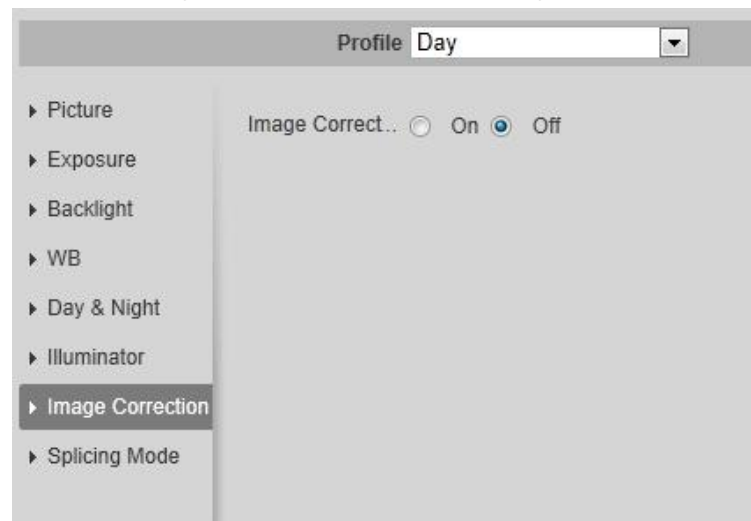 Profile Day
Picture
Image Correct.. On Off
Exposure
Backlight
WB
Day & Night
Illuminator
Image Correction
Splicing Mode